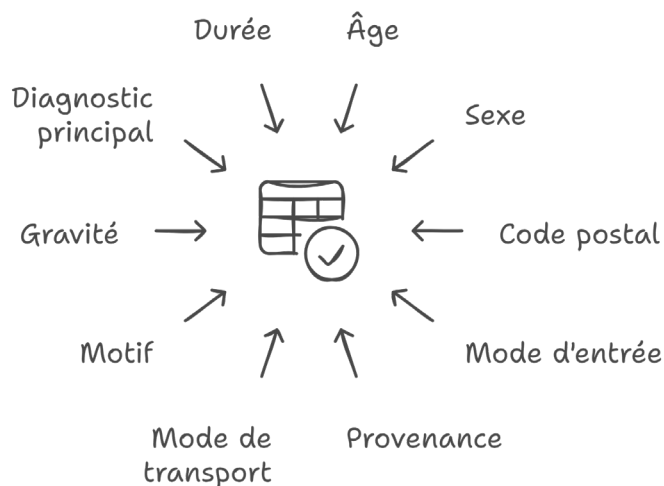 Durée
Âge
Diagnostic
principal
Sexe
Gravité
Code postal
Motif
Mode d'entrée
Mode de
transport
Provenance